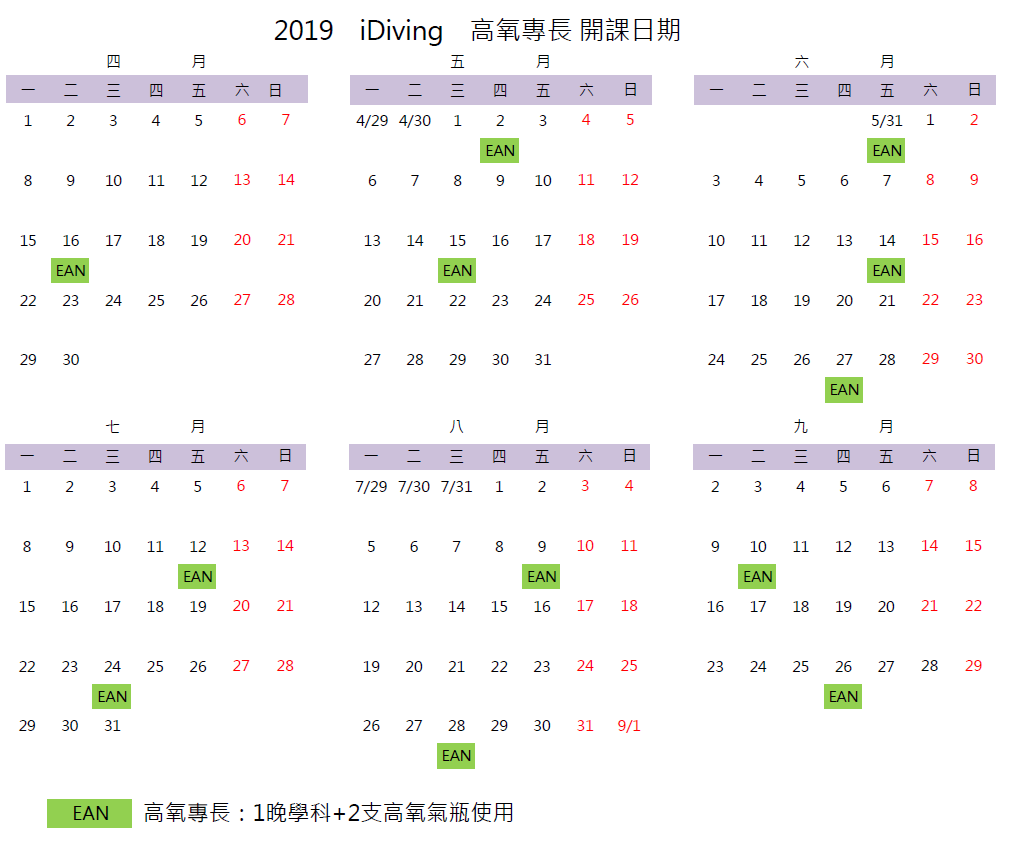 2019 iDiving 高氧專長 開課日期
四 月
一 二 三 四 五 六 日
1 2 3 4 5 6 7
8 9 10 11 12 13 14
15 16 17 18 19 20 21
EAN
22 23 24 25 26 27 28
29 30
五 月
一 二 三 四 五 六 日
4/29 4/30 1 2 3 4 5
EAN
6 7 8 9 10 11 12
13 14 15 16 17 18 19
EAN
20 21 22 23 24 25 26
27 28 29 30 31
六 月
一 二 三 四 五 六 日
5/31 1 2
EAN
3 4 5 6 7 8 9
10 11 12 13 14 15 16
EAN
17 18 19 20 21 22 23
24 25 26 27 28 29 30
EAN
七 月
一 二 三 四 五 六 日
1 2 3 4 5 6 7
8 9 10 11 12 13 14
EAN
15 16 17 18 19 20 21
22 23 24 25 26 27 28
EAN
29 30 31
八 月
一 二 三 四 五 六 日
7/29 7/30 7/31 1 2 3 4
5 6 7 8 9 10 11
EAN
12 13 14 15 16 17 18
19 20 21 22 23 24 25
26 27 28 29 30 31 9/1
EAN
九 月
一 二 三 四 五 六 日
2 3 4 5 6 7 8
9 10 11 12 13 14 15
EAN
16 17 18 19 20 21 22
23 24 25 26 27 28 29
EAN
EAN 高氧專長：1晚學科+2支高氧氣瓶使用